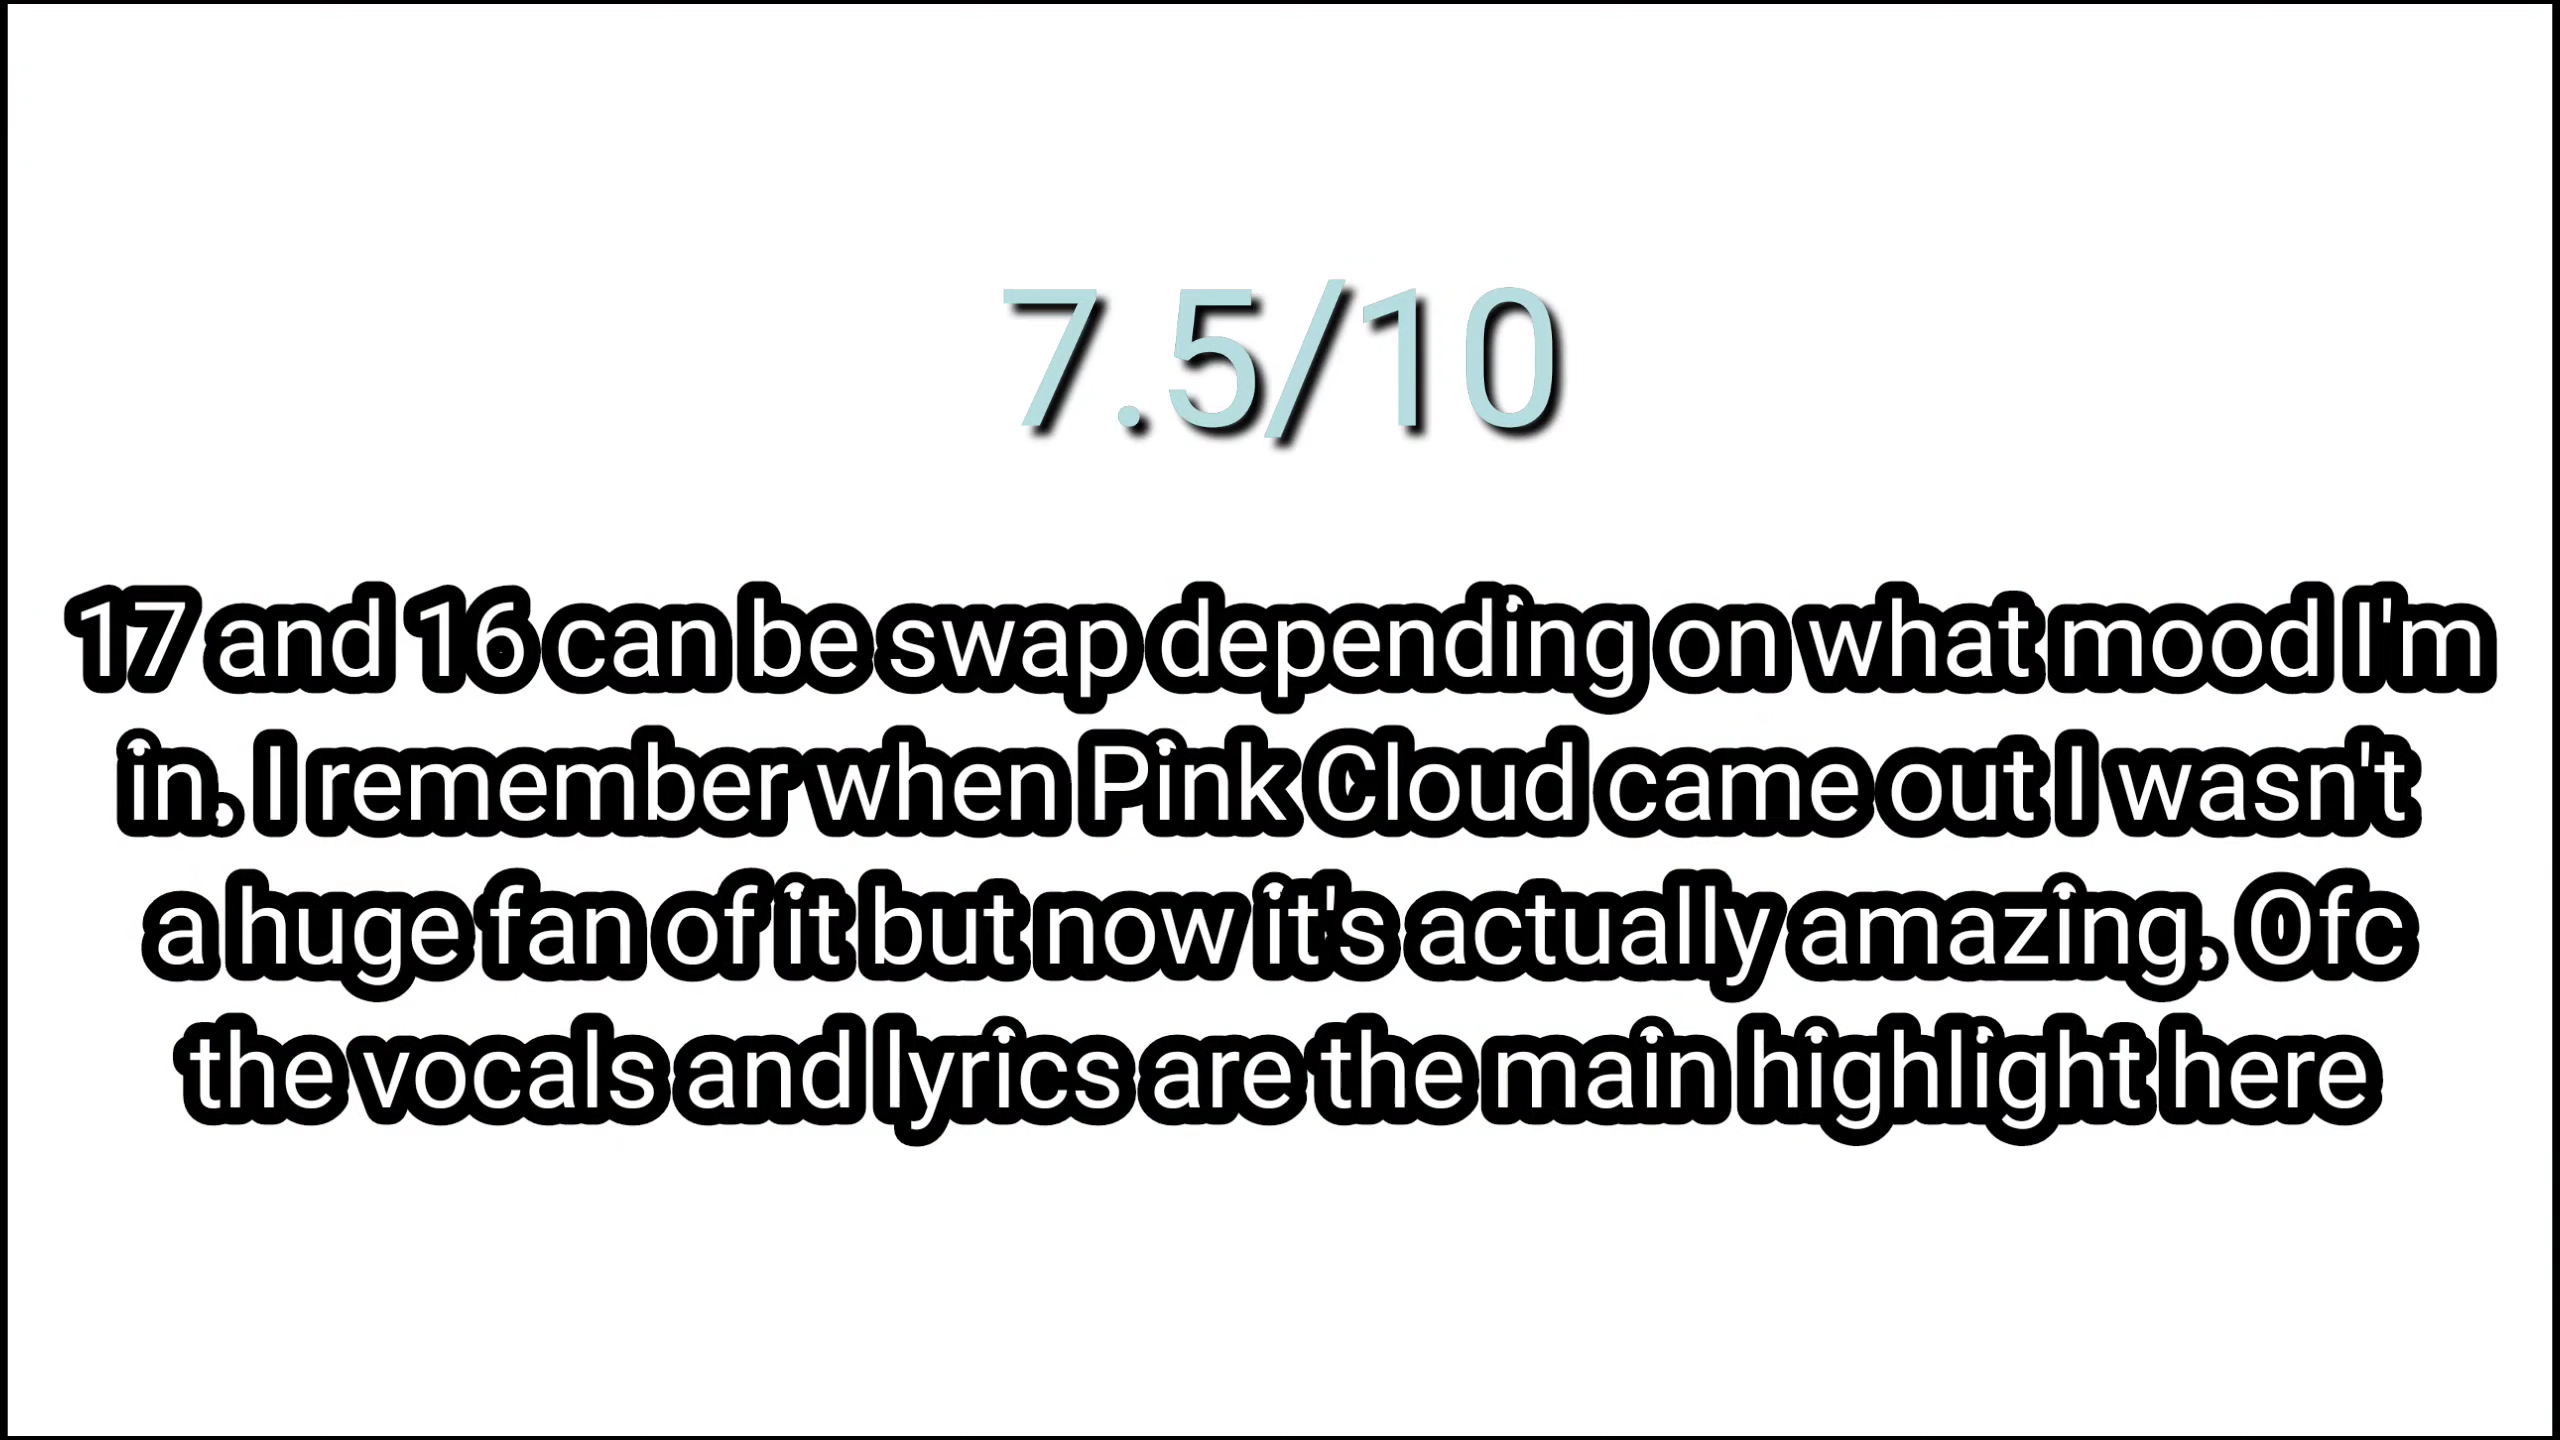 7.5/10
17 and 16 can be swap depending on what mood I'm
in. I remember when Pink Cloud came out I wasn't
a huge fan of it but now it's actually amazing. Ofc
the vocals and lyrics are the main highlight here